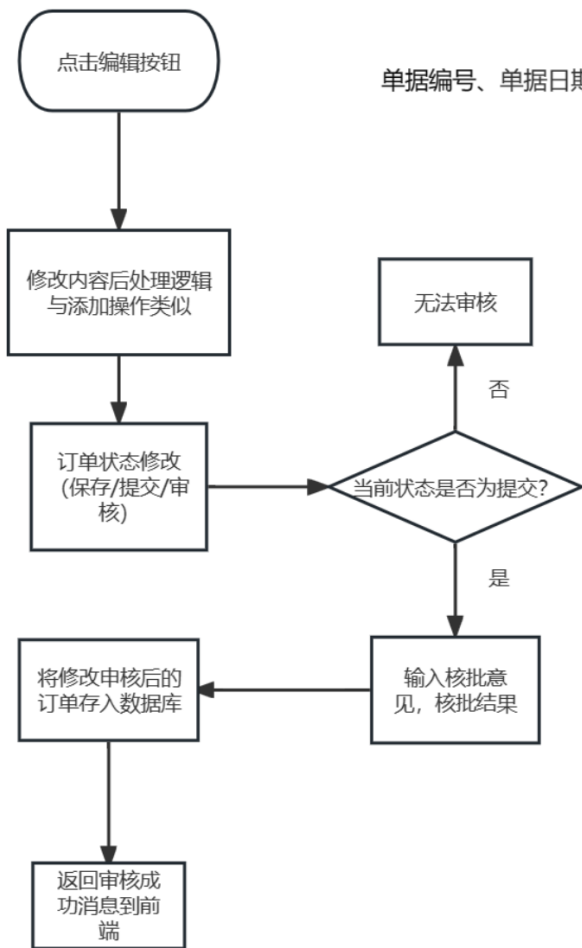 点击编辑按钮
单据编号、单据日期
修改内容后处理逻辑
与添加操作类似
无法审核
否
订单状态修改
（保存/提交/审
核）
当前状态是否为提交？
是
将修改审核后的
订单存入数据库
输入核批意
见，核批结果
返回审核成
功消息到前
端